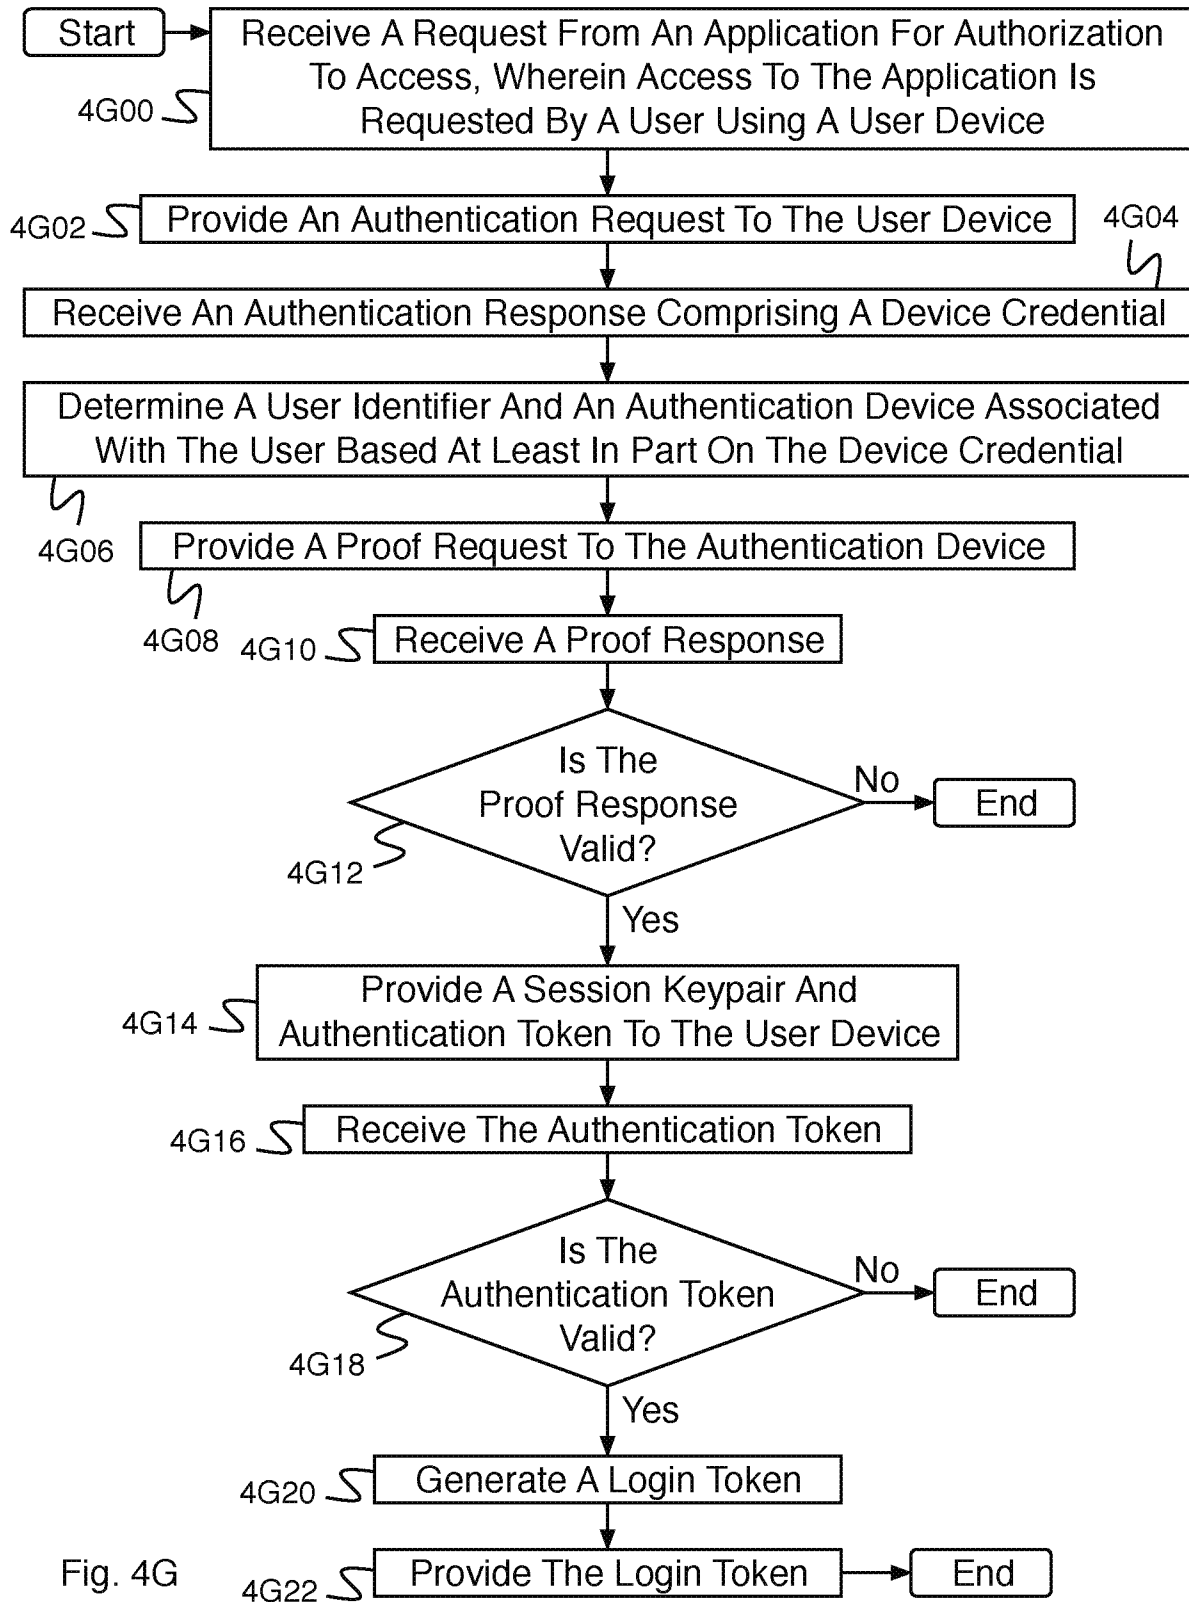 Start
Receive A Request From An Application For Authorization
To Access, Wherein Access To The Application Is
Requested By A User Using A User Device
4G00
Provide An Authentication Request To The User Device
4G02
4G04
Receive An Authentication Response Comprising A Device Credential
Determine A User Identifier And An Authentication Device Associated
With The User Based At Least In Part On The Device Credential
4G06
Provide A Proof Request To The Authentication Device
4G08
4G10
Receive A Proof Response
Is The
Proof Response
Valid?
No
End
4G12
Yes
Provide A Session Keypair And
Authentication Token To The User Device
4G14
Receive The Authentication Token
4G16
Is The
Authentication Token
Valid?
No
End
4G18
Yes
Generate A Login Token
4G20
Provide The Login Token
End
4G22
Fig. 4G